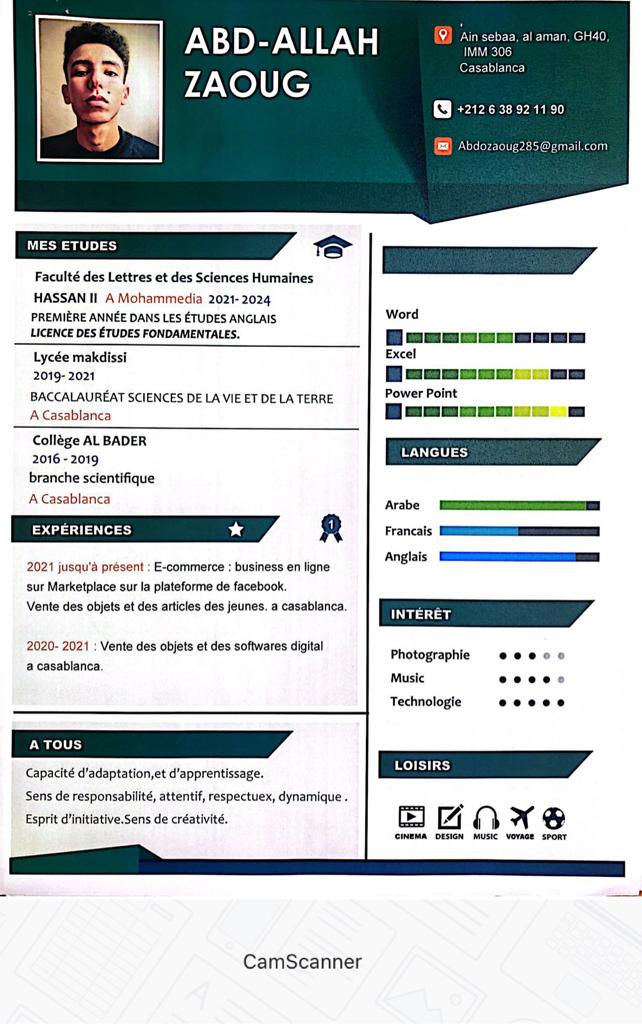 ABD-ALLAH
ZAOUG
Ain sebaa, al aman, GH40,
IMM 306
Casablanca
+212 6 38 92 11 90
Abdozaoug285@gmail.com
MES ETUDES
Faculté des Lettres et des Sciences Humaines
HASSAN II A Mohammedia 2021- 2024
PREMIÈRE ANNÉE DANS LES ÉTUDES ANGLAIS
LICENCE DES ÉTUDES FONDAMENTALES.
Lycée makdissi
2019- 2021
BACCALAURÉAT SCIENCES DE LA VIE ET DE LA TERRE
A Casablanca
Collège AL BADER
2016 - 2019
branche scientifique
A Casablanca
EXPÉRIENCES
1
2021 jusqu'à présent : E-commerce : business en ligne
sur Marketplace sur la plateforme de facebook.
Vente des objets et des articles des jeunes. a casablanca.
2020- 2021 : Vente des objets et des softwares digital
a casablanca.
A TOUS
Capacité d'adaptation,et d'apprentissage.
Sens de responsabilité, attentif, respectuex, dynamique .
Esprit d'initiative.Sens de créativité.
Word
Excel
Power Point
LANGUES
Arabe
Francais
Anglais
INTÉRÊT
Photographie
Music
Technologie
LOISIRS
CINEMA DESIGN MUSIC VOYAGE SPORT
CamScanner